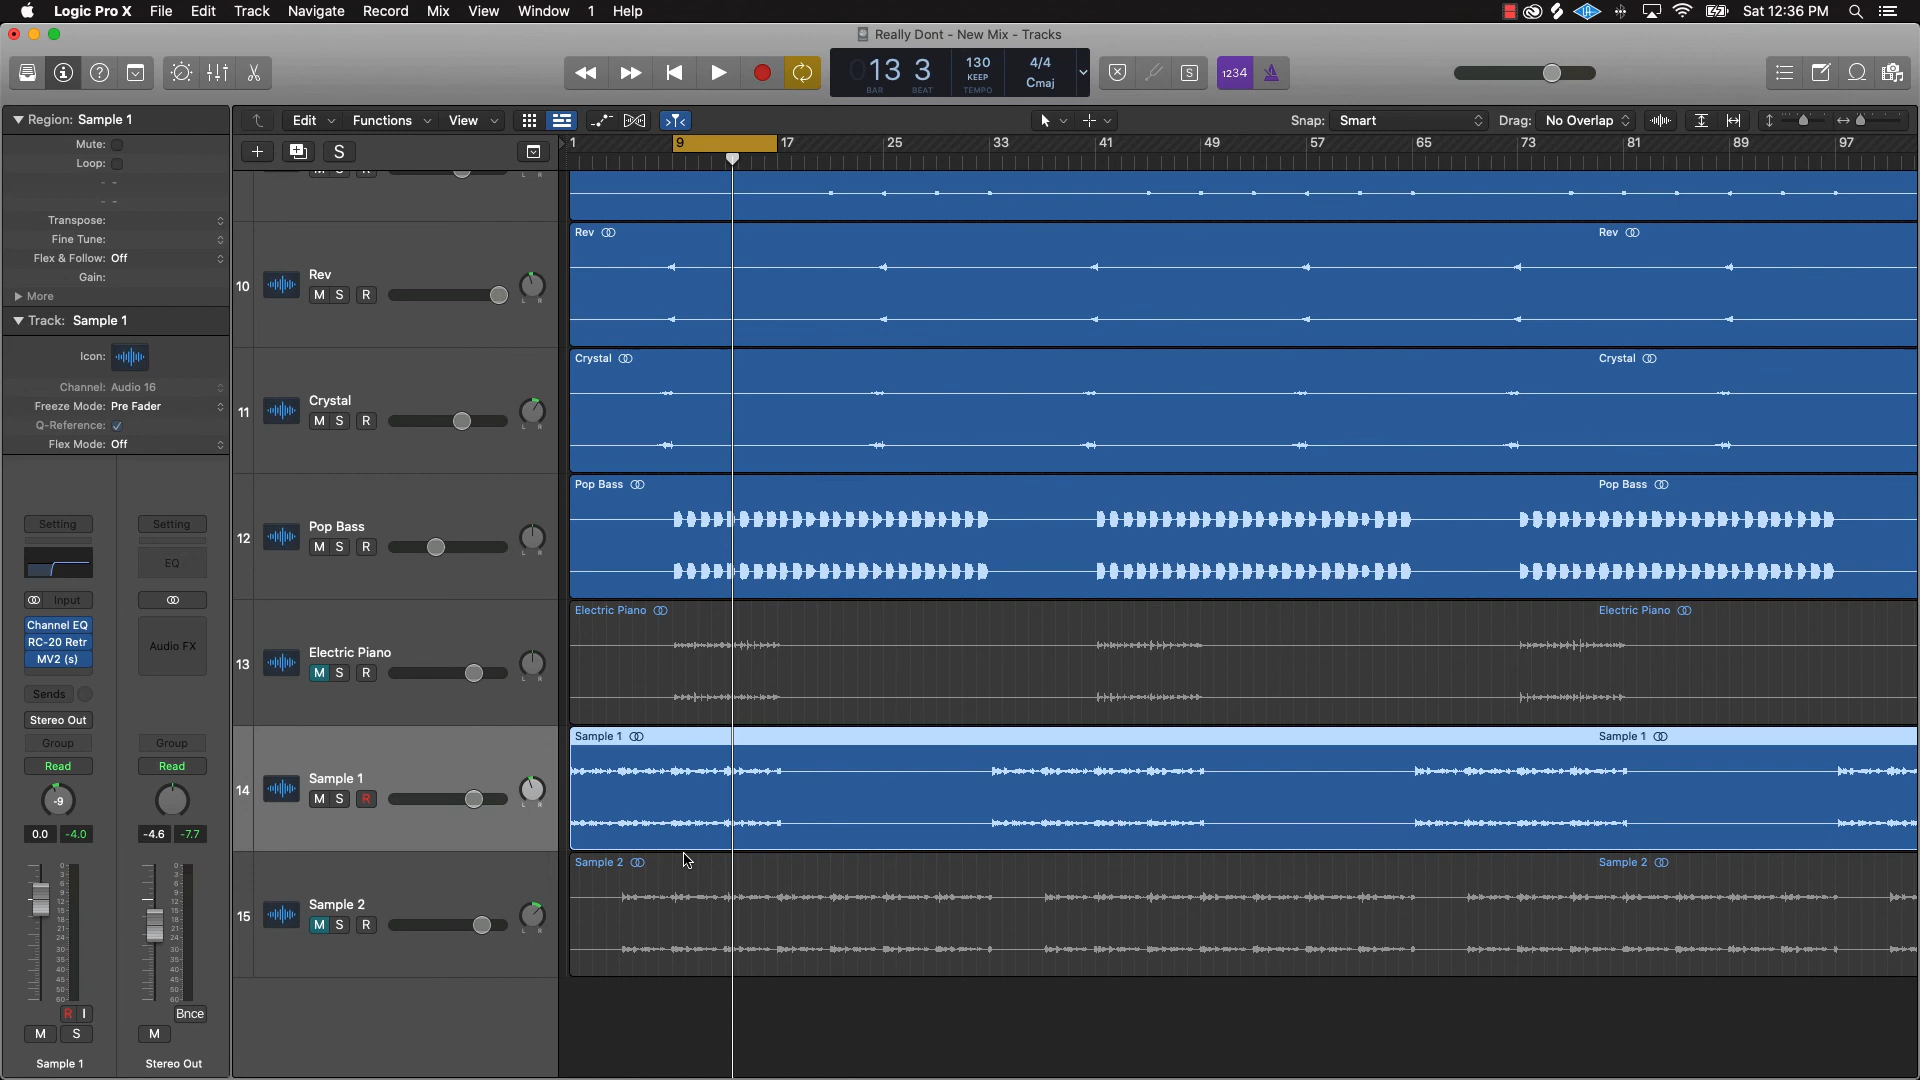 Logic Pro X File Edit Track Navigate Record Mix View Window 1 Help
Sat 12:36 PM
Really Dont - New Mix - Tracks
13 3
BAR BEAT
130
KEEP
TEMPO
4/4
Cmaj
S
1234
Region: Sample 1
Mute:
Loop:
Transpose:
Fine Tune:
Flex & Follow: Off
Gain:
More
Track: Sample 1
Icon:
Channel: Audio 16
Freeze Mode: Pre Fader
Q-Reference:
Flex Mode: Off
Edit Functions View
Snap: Smart
Drag: No Overlap
S
1 9 17 25 33 41 49 57 65 73 81 89 97
M S R
10 Rev
M S R
L R
Rev Rev
11 Crystal
M S R
L R
Crystal Crystal
12 Pop Bass
M S R
L R
Pop Bass Pop Bass
13 Electric Piano
M S R
L R
Electric Piano Electric Piano
14 Sample 1
M S R
L R
Sample 1 Sample 1
15 Sample 2
M S R
L R
Sample 2 Sample 2
Setting Setting
EQ
Input
Channel EQ
RC-20 Retr
MV2 (s)
Audio FX
Sends
Stereo Out
Group Group
Read Read
-9
0.0 -4.0 -4.6 -7.7
R I Bnce
M S M
Sample 1 Stereo Out